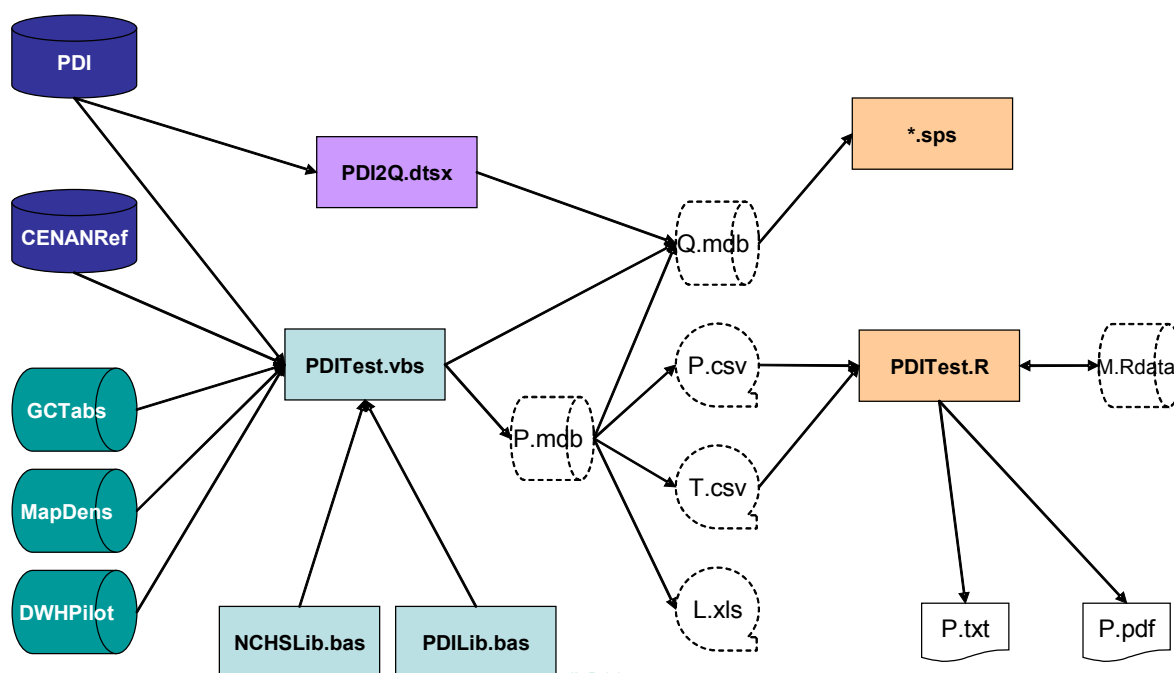 PDI
*.sps
PDI2Q.dtsx
CENANRef
Q.mdb
PDITest.vbs
P.csv
PDITest.R
M.Rdata
GCTabs
P.mdb
T.csv
MapDens
DWHPilot
L.xls
NCHSLib.bas
PDILib.bas
P.txt
P.pdf